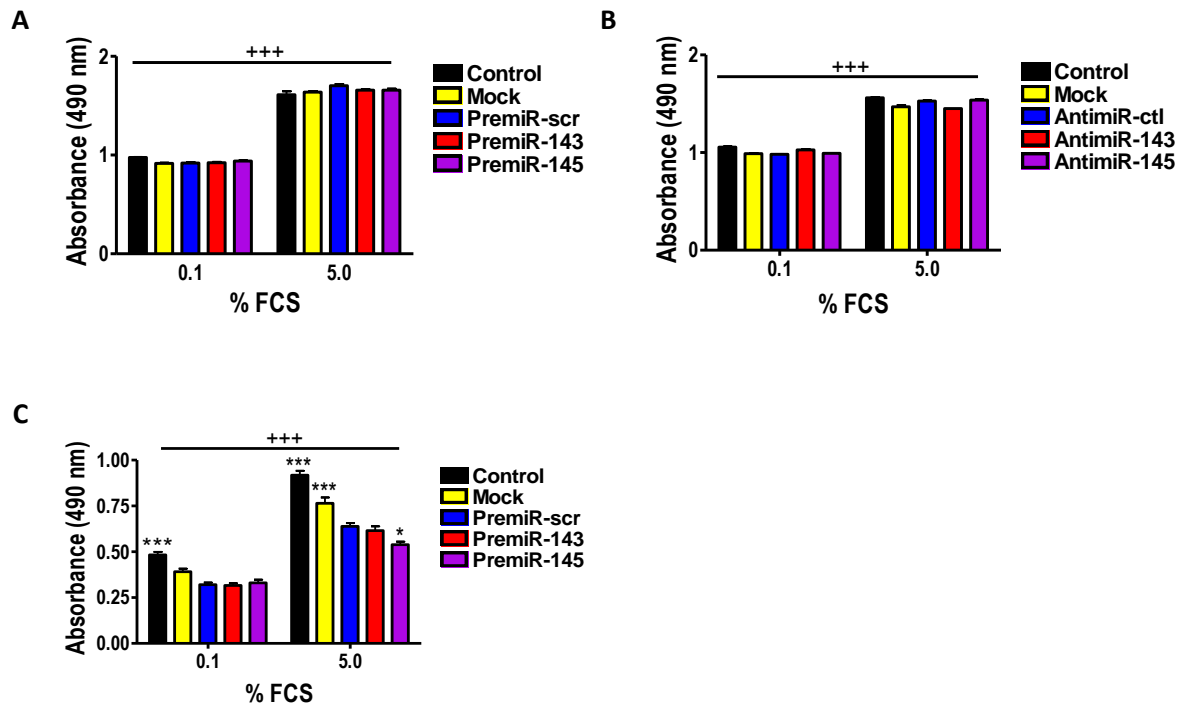 A
+++
2
1
0
Absorbance (490 nm)
0.1
5.0
% FCS
Control
Mock
PremiR-scr
PremiR-143
PremiR-145
B
+++
2
1
0
Absorbance (490 nm)
0.1
5.0
% FCS
Control
Mock
AntimiR-ctl
AntimiR-143
AntimiR-145
C
+++
1.00
0.75
0.50
0.25
0.00
Absorbance (490 nm)
***
***
***
*
0.1
5.0
% FCS
Control
Mock
PremiR-scr
PremiR-143
PremiR-145